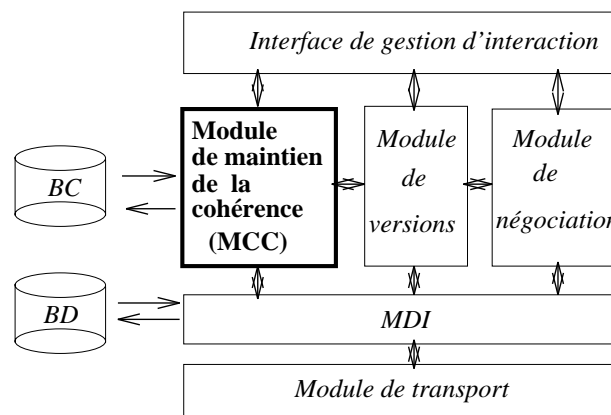 Interface de gestion d'interaction
Module
de maintien
de la
cohérence
(MCC)
Module
de
versions
Module
de
négociation
BC
BD
MDI
Module de transport